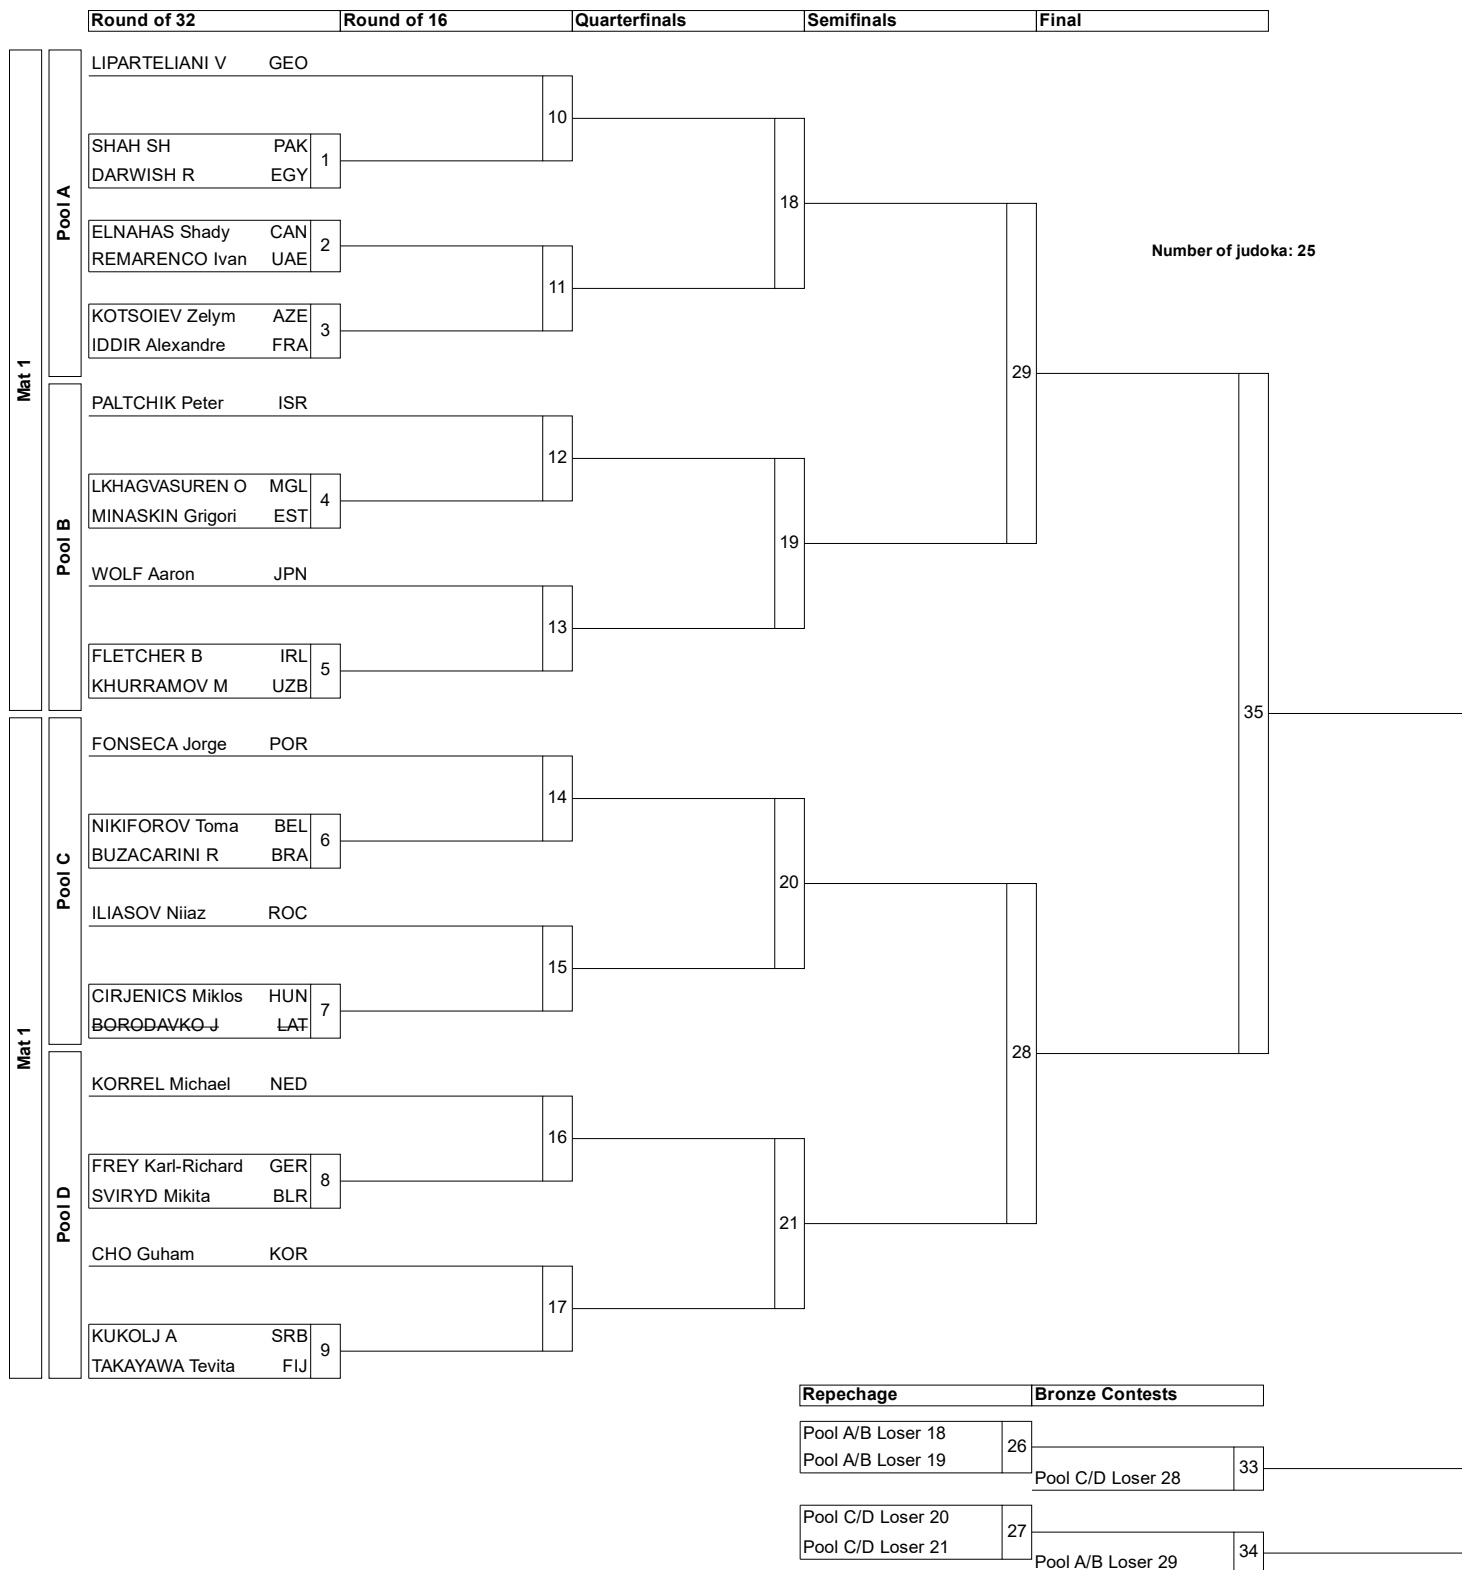 Round of 32 Round of 16 Quarterfinals Semifinals Final
Mat 1
Pool A
LIPARTELIANI V GEO
10
SHAH SH PAK
1
DARWISH R EGY
18
ELNAHAS Shady CAN
2
REMARENCO Ivan UAE
Number of judoka: 25
11
KOTSOIEV Zelym AZE
3
IDDIR Alexandre FRA
29
Pool B
PALTCHIK Peter ISR
12
LKHAGVASUREN O MGL
4
MINASKIN Grigori EST
19
WOLF Aaron JPN
13
FLETCHER B IRL
5
KHURRAMOV M UZB
35
Mat 1
Pool C
FONSECA Jorge POR
14
NIKIFOROV Toma BEL
6
BUZACARINI R BRA
20
ILIASOV Niiaz ROC
15
CIRJENICS Miklos HUN
7
BORODAVKO J LAT
28
Pool D
KORREL Michael NED
16
FREY Karl-Richard GER
8
SVIRYD Mikita BLR
21
CHO Guham KOR
17
KUKOLJ A SRB
9
TAKAYAWA Tevita FIJ
Repechage Bronze Contests
Pool A/B Loser 18
26
Pool A/B Loser 19
33
Pool C/D Loser 28
Pool C/D Loser 20
27
Pool C/D Loser 21
34
Pool A/B Loser 29